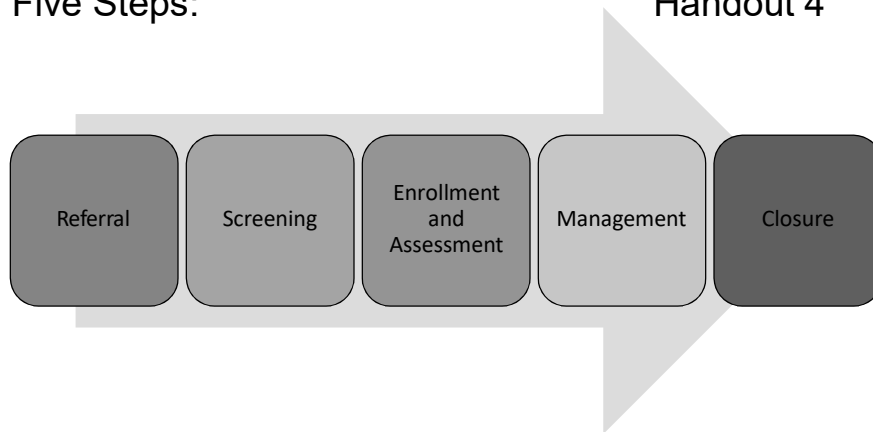 Five Steps:
Handout 4
Referral
Screening
Enrollment
and
Assessment
Management
Closure